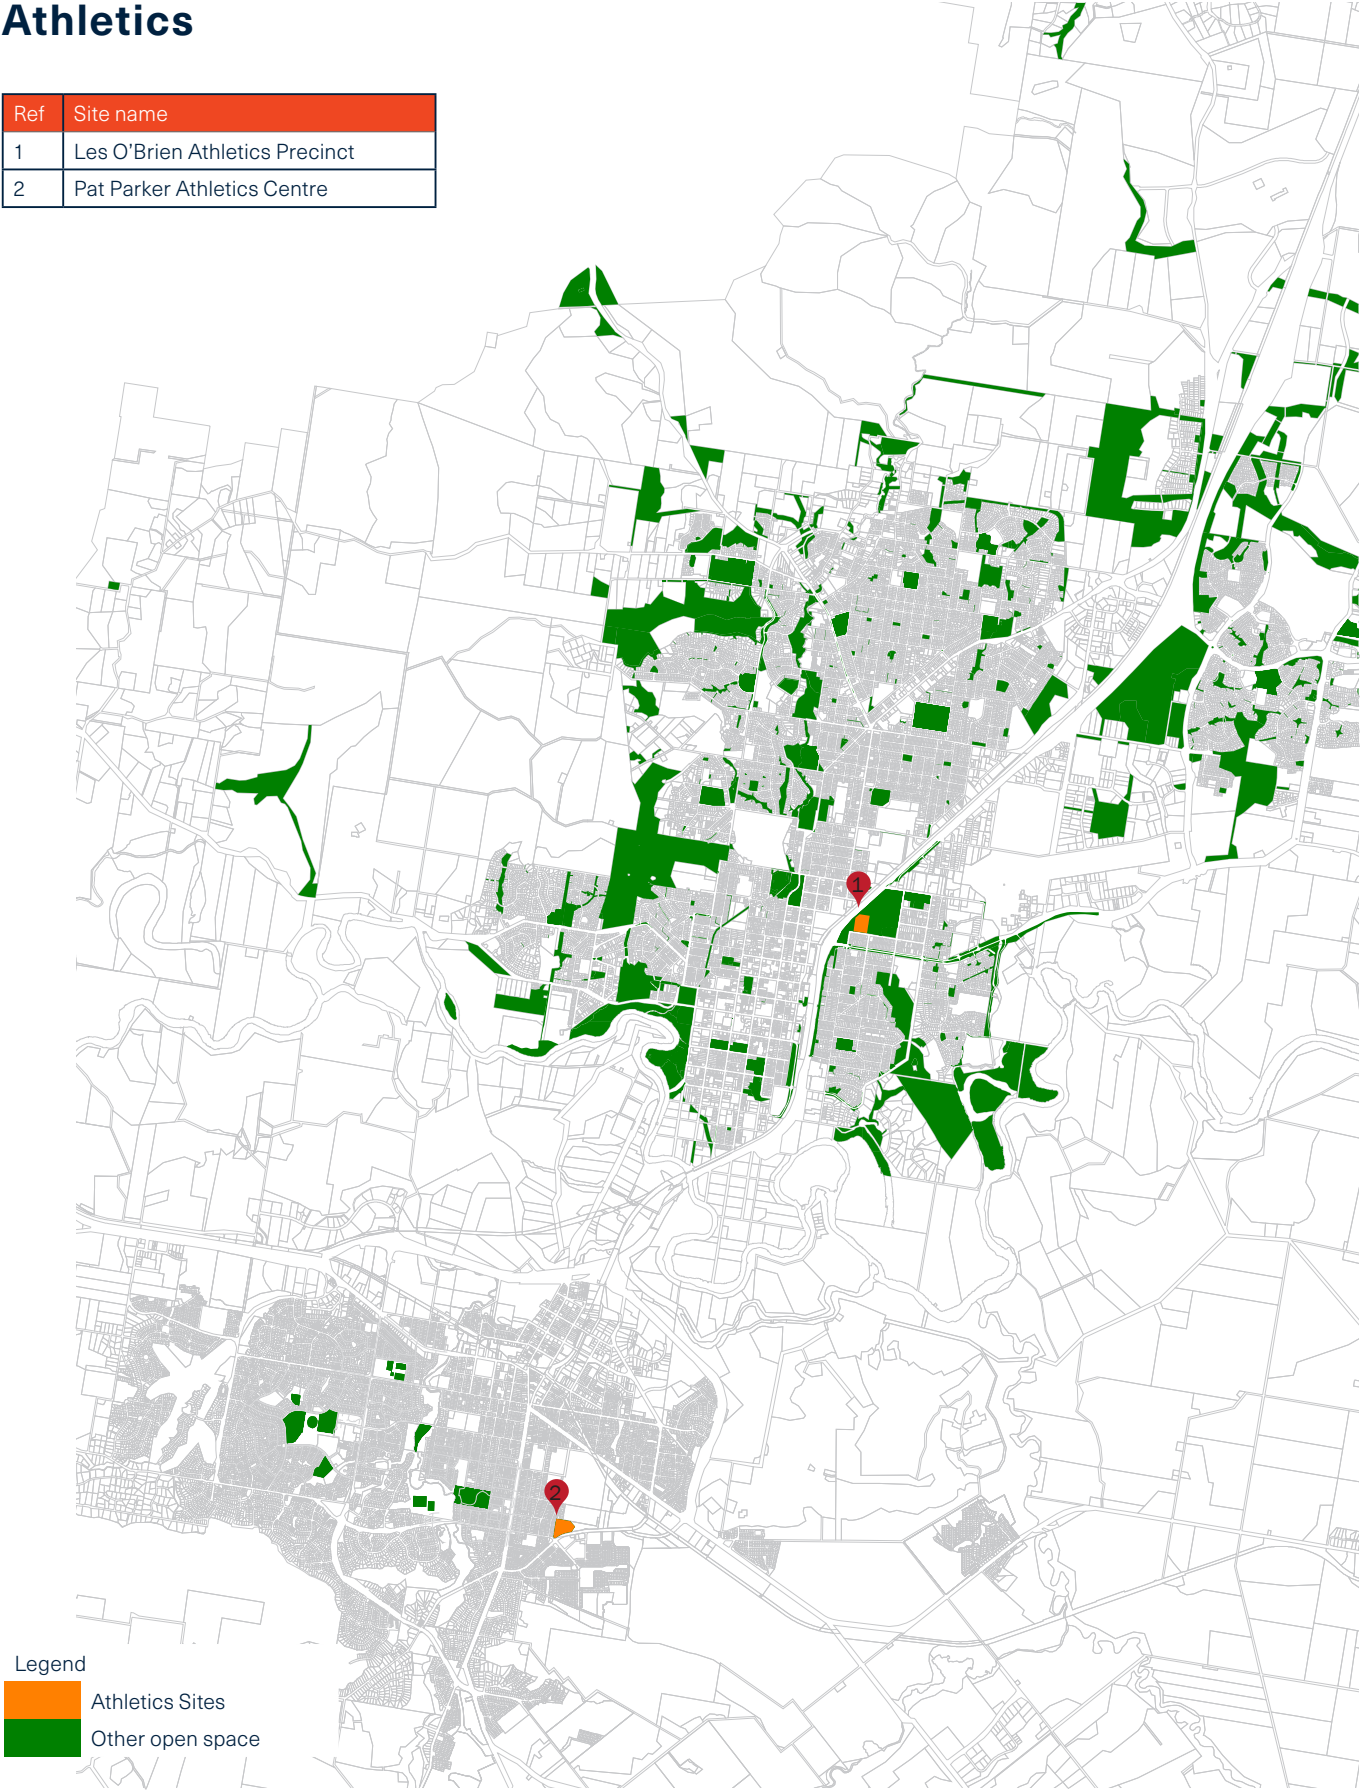 Athletics
Ref Site name
1 Les O'Brien Athletics Precinct
2 Pat Parker Athletics Centre
1
2
Legend
Athletics Sites
Other open space